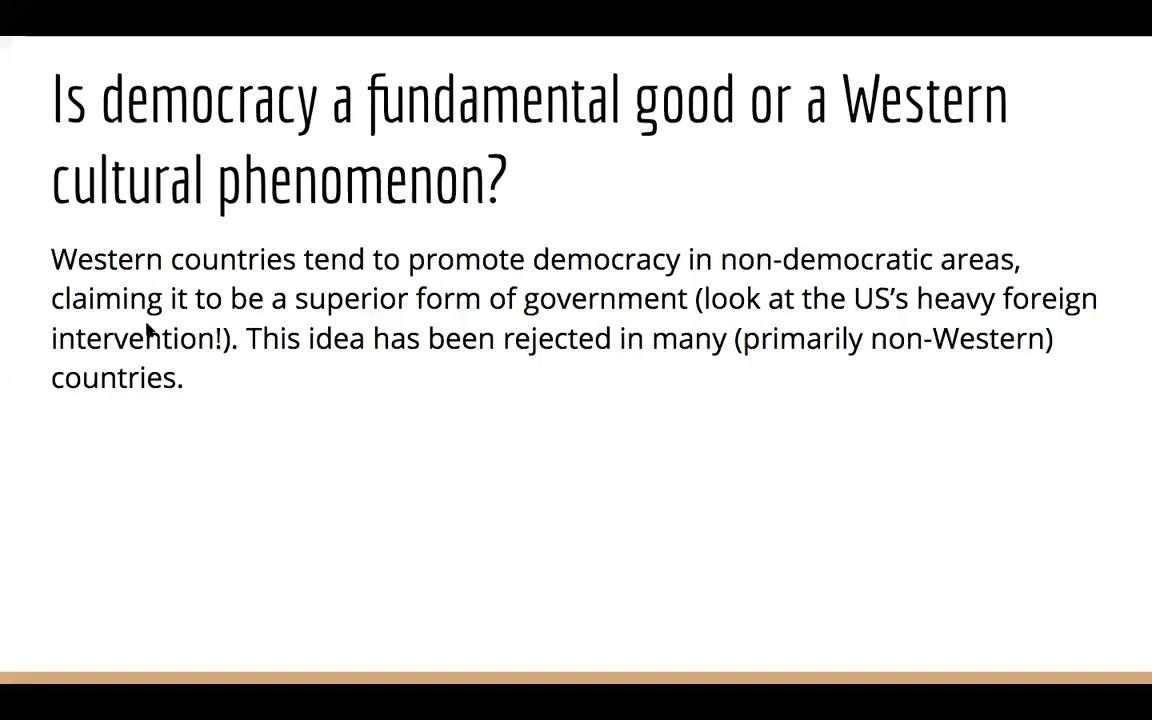 Is democracy a fundamental good or a Western
cultural phenomenon?
Western countries tend to promote democracy in non-democratic areas,
claiming it to be a superior form of government (look at the US’s heavy foreign
intervention!). This idea has been rejected in many (primarily non-Western)
countries.